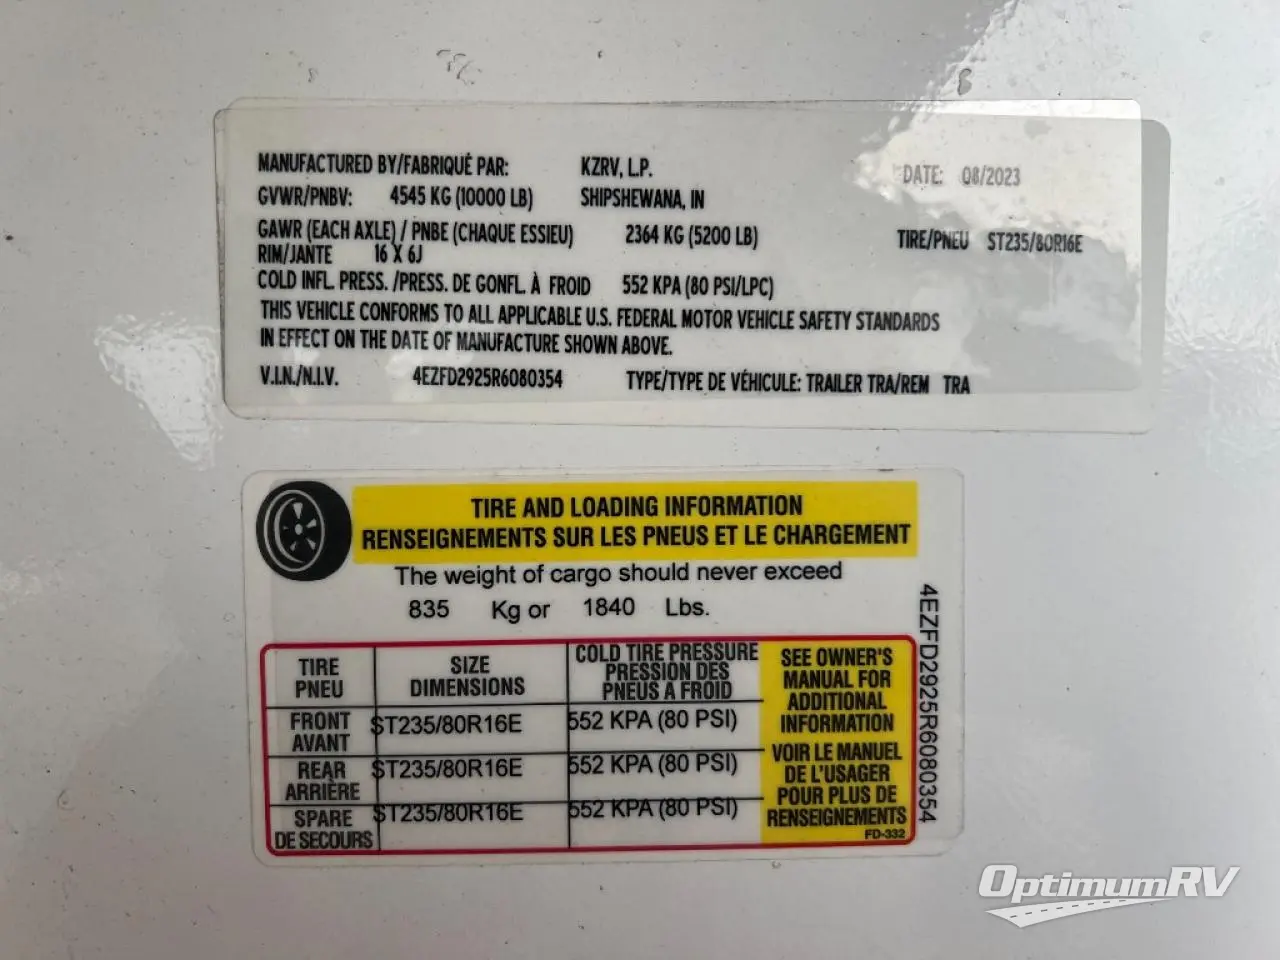 MANUFACTURED BY/FABRIQUÉ PAR: KZRV, L.P. DATE: 08/2023
GVWR/PNBV: 4545 KG (10000 LB) SHIPSHEWANA, IN
GAWR (EACH AXLE) / PNBE (CHAQUE ESSIEU) 2364 KG (5200 LB) TIRE/PNEU ST235/80R16E
RIM/JANTE 16 X 6J
COLD INFL. PRESS. /PRESS. DE GONFL. À FROID 552 KPA (80 PSI/LPC)
THIS VEHICLE CONFORMS TO ALL APPLICABLE U.S. FEDERAL MOTOR VEHICLE SAFETY STANDARDS
IN EFFECT ON THE DATE OF MANUFACTURE SHOWN ABOVE.
V.I.N./N.I.V. 4EZFD2925R6080354 TYPE/TYPE DE VÉHICULE: TRAILER TRA/REM TRA
TIRE AND LOADING INFORMATION
RENSEIGNEMENTS SUR LES PNEUS ET LE CHARGEMENT
The weight of cargo should never exceed
835 Kg or 1840 Lbs.
TIRE
PNEU
SIZE
DIMENSIONS
COLD TIRE PRESSURE
PRESSION DES
PNEUS A FROID
FRONT
AVANT
ST235/80R16E
552 KPA (80 PSI)
REAR
ARRIÈRE
ST235/80R16E
552 KPA (80 PSI)
SPARE
DE SECOURS
ST235/80R16E
552 KPA (80 PSI)
SEE OWNER'S
MANUAL FOR
ADDITIONAL
INFORMATION
VOIR LE MANUEL
DE L'USAGER
POUR PLUS DE
RENSEIGNEMENTS
FD-332
4EZFD2925R6080354
OptimumRV